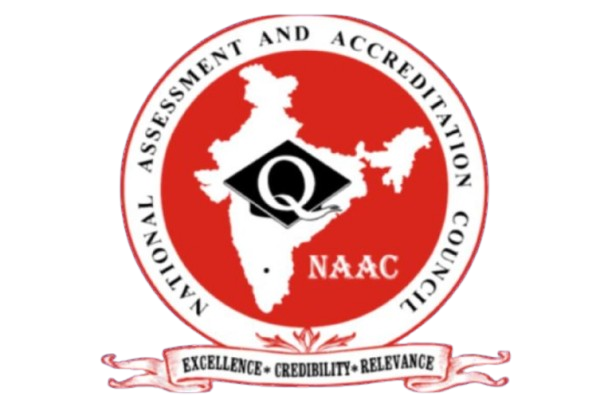 NATIONAL ASSESSMENT AND ACCREDITATION COUNCIL
Q
NAAC
EXCELLENCE * CREDIBILITY * RELEVANCE